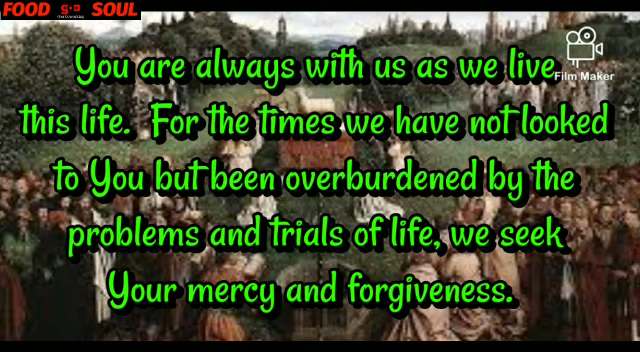 FOOD SOUL
Film Maker
You are always with us as we live
this life. For the times we have not looked
to You but been overburdened by the
problems and trials of life, we seek
Your mercy and forgiveness.